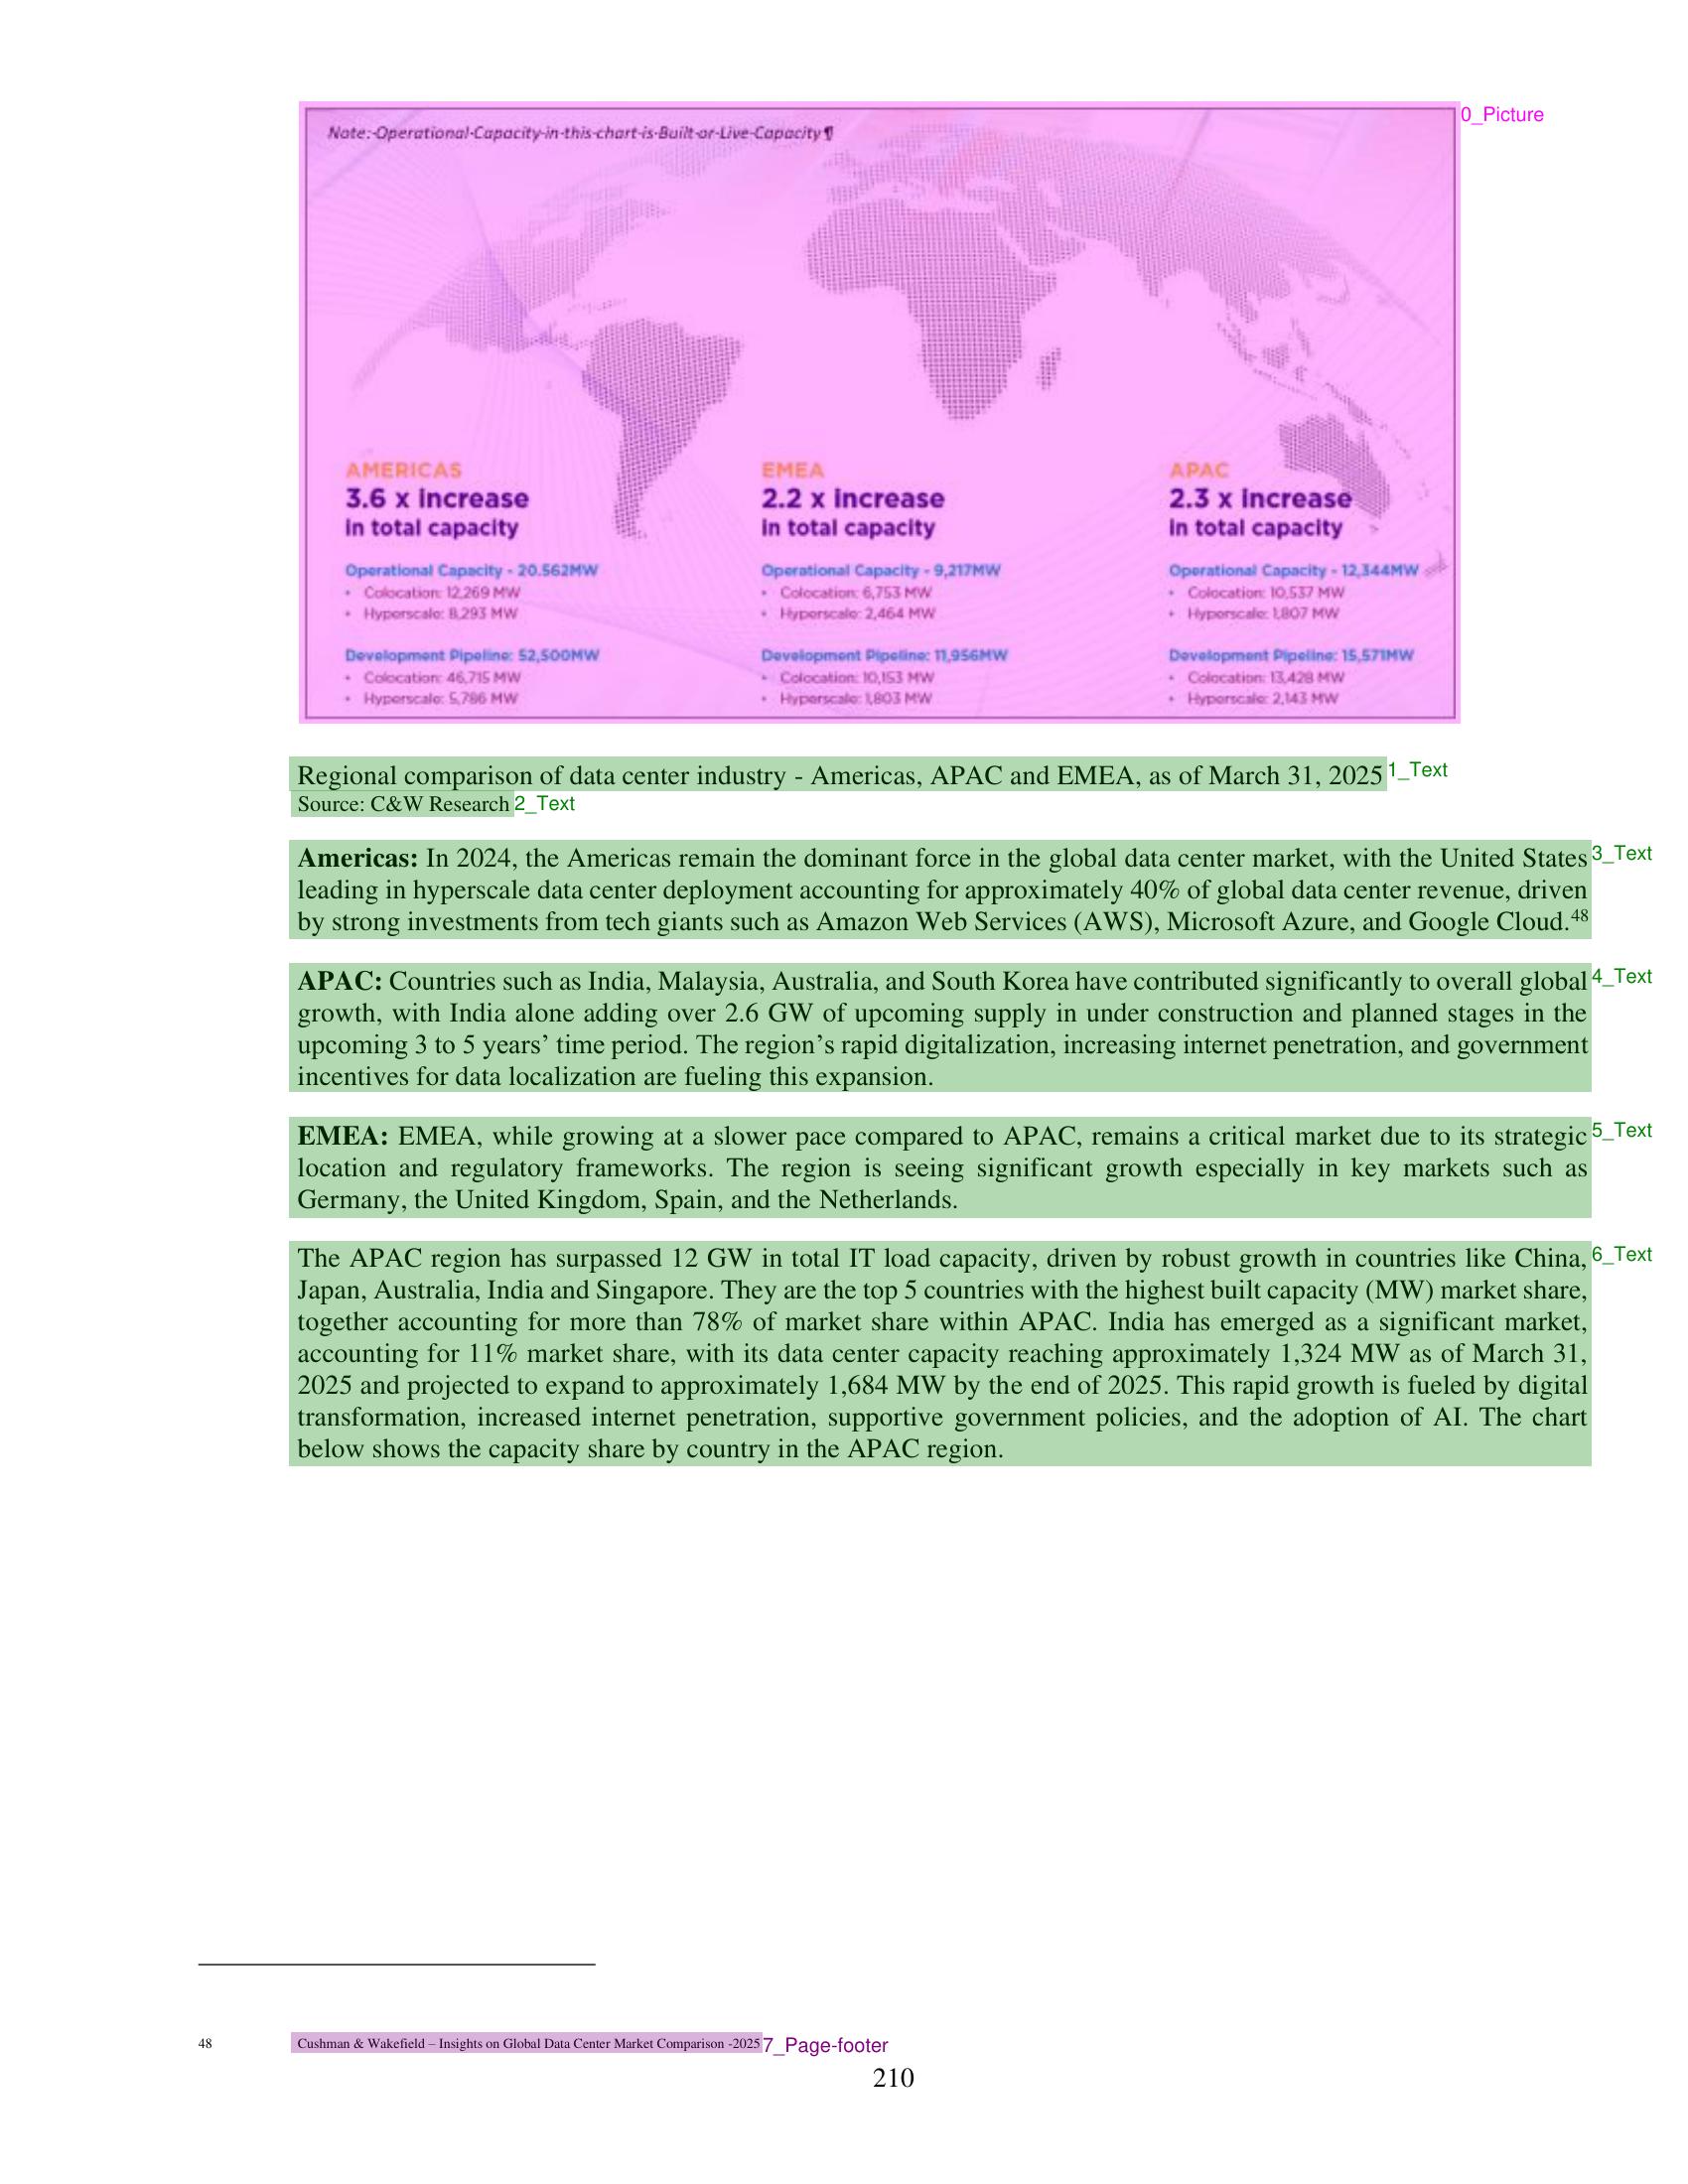 Note:-Operational-Capacity-in-this-chart-is-Built-or-Live-Capacity¶
0_Picture
AMERICAS
3.6 x increase
in total capacity
Operational Capacity - 20.562MW
• Colocation: 12,269 MW
• Hyperscale: 8,293 MW
Development Pipeline: 52,500MW
• Colocation: 46,715 MW
• Hyperscale: 5,786 MW
EMEA
2.2 x increase
in total capacity
Operational Capacity - 9,217MW
• Colocation: 6,753 MW
• Hyperscale: 2,464 MW
Development Pipeline: 11,956MW
• Colocation: 10,153 MW
• Hyperscale: 1,803 MW
APAC
2.3 x increase
in total capacity
Operational Capacity - 12,344MW
• Colocation: 10,537 MW
• Hyperscale: 1,807 MW
Development Pipeline: 15,571MW
• Colocation: 13,428 MW
• Hyperscale: 2,143 MW
Regional comparison of data center industry - Americas, APAC and EMEA, as of March 31, 2025 1_Text
Source: C&W Research 2_Text
Americas: In 2024, the Americas remain the dominant force in the global data center market, with the United States 3_Text
leading in hyperscale data center deployment accounting for approximately 40% of global data center revenue, driven
by strong investments from tech giants such as Amazon Web Services (AWS), Microsoft Azure, and Google Cloud.48
APAC: Countries such as India, Malaysia, Australia, and South Korea have contributed significantly to overall global 4_Text
growth, with India alone adding over 2.6 GW of upcoming supply in under construction and planned stages in the
upcoming 3 to 5 years’ time period. The region’s rapid digitalization, increasing internet penetration, and government
incentives for data localization are fueling this expansion.
EMEA: EMEA, while growing at a slower pace compared to APAC, remains a critical market due to its strategic 5_Text
location and regulatory frameworks. The region is seeing significant growth especially in key markets such as
Germany, the United Kingdom, Spain, and the Netherlands.
The APAC region has surpassed 12 GW in total IT load capacity, driven by robust growth in countries like China, 6_Text
Japan, Australia, India and Singapore. They are the top 5 countries with the highest built capacity (MW) market share,
together accounting for more than 78% of market share within APAC. India has emerged as a significant market,
accounting for 11% market share, with its data center capacity reaching approximately 1,324 MW as of March 31,
2025 and projected to expand to approximately 1,684 MW by the end of 2025. This rapid growth is fueled by digital
transformation, increased internet penetration, supportive government policies, and the adoption of AI. The chart
below shows the capacity share by country in the APAC region.
48 Cushman & Wakefield – Insights on Global Data Center Market Comparison -2025 7_Page-footer
210